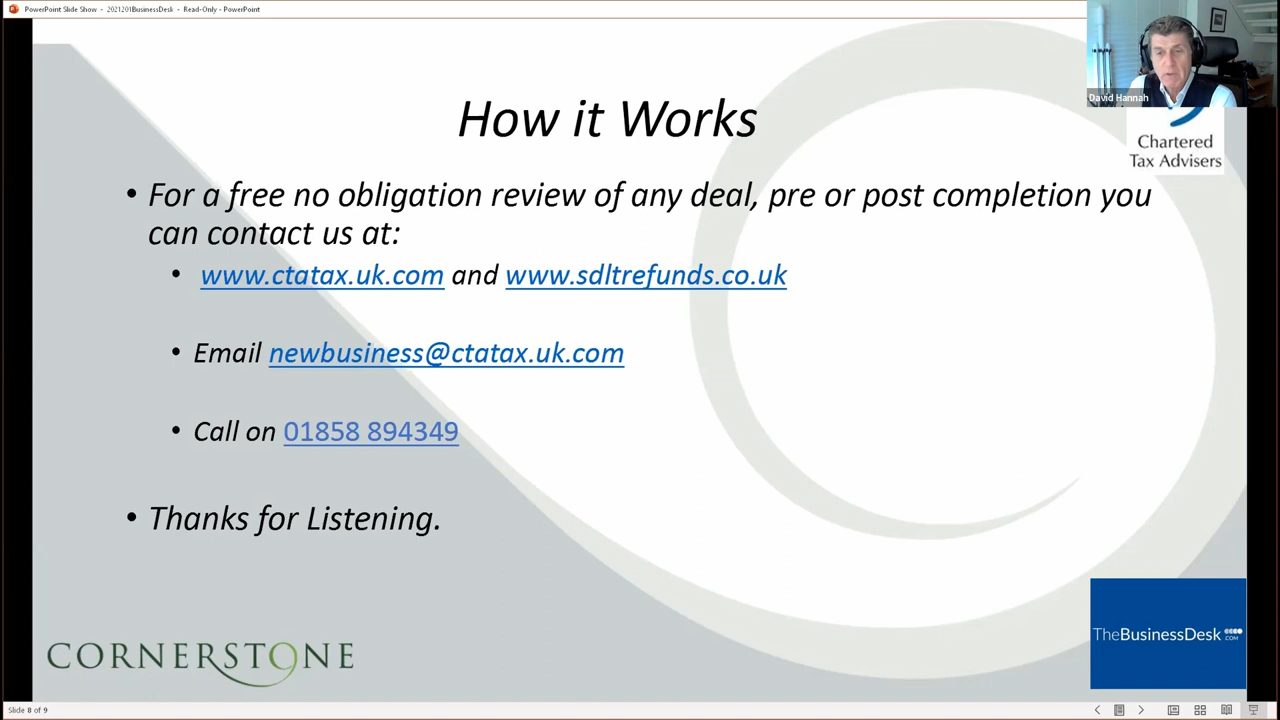 PowerPoint Slide Show - 2021201BusinessDesk - Read-Only - PowerPoint
David Hannah
Chartered
Tax Advisers
How it Works
• For a free no obligation review of any deal, pre or post completion you
can contact us at:
• www.ctatax.uk.com and www.sdltrefunds.co.uk
• Email newbusiness@ctatax.uk.com
• Call on 01858 894349
• Thanks for Listening.
CORNERSTONE
TheBusinessDesk
.COM
Slide 8 of 9